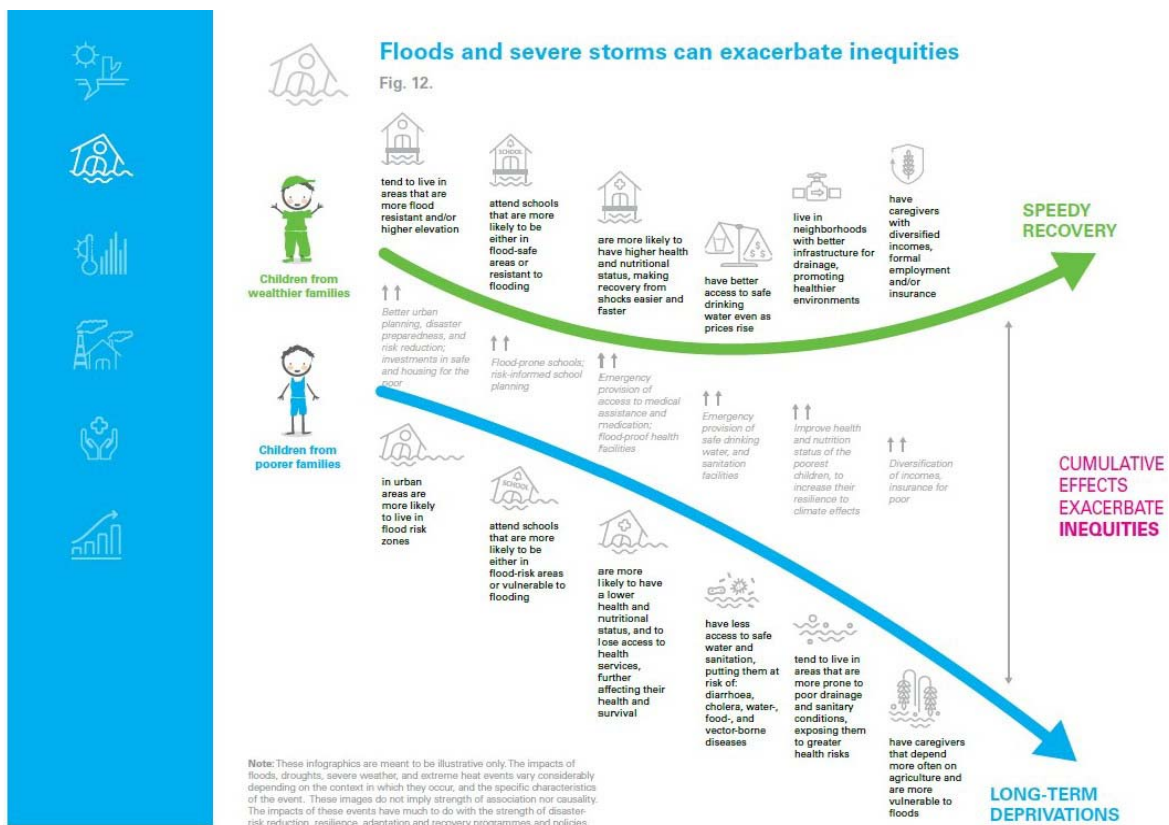 Floods and severe storms can exacerbate inequities
Fig. 12.
Children from
wealthier families
tend to live in
areas that are
more flood
resistant and/or
higher elevation
SCHOOL
attend schools
that are more
likely to be
either in
flood-safe
areas or
resistant to
flooding
are more likely to
have higher health
and nutritional
status, making
recovery from
shocks easier and
faster
$
$ $
have better
access to safe
drinking
water even as
prices rise
live in
neighborhoods
with better
infrastructure for
drainage,
promoting
healthier
environments
have
caregivers
with
diversified
incomes,
formal
employment
and/or
insurance
SPEEDY
RECOVERY
Better urban
planning, disaster
preparedness, and
risk reduction;
investments in safe
and housing for the
poor
Flood-prone schools;
risk-informed school
planning
Emergency
provision of
access to medical
assistance and
medication;
flood-proof health
facilities
Emergency
provision of
safe drinking
water, and
sanitation
facilities
Improve health
and nutrition
status of the
poorest
children, to
increase their
resilience to
climate effects
Diversification
of incomes,
insurance for
poor
CUMULATIVE
EFFECTS
EXACERBATE
INEQUITIES
Children from
poorer families
in urban
areas are
more likely
to live in
flood risk
zones
SCHOOL
attend schools
that are more
likely to be
either in
flood-risk areas
or vulnerable to
flooding
are more
likely to have
a lower
health and
nutritional
status, and to
lose access to
health
services,
further
affecting their
health and
survival
have less
access to safe
water and
sanitation,
putting them at
risk of:
diarrhoea,
cholera, water-,
food-, and
vector-borne
diseases
tend to live in
areas that are
more prone to
poor drainage
and sanitary
conditions,
exposing them
to greater
health risks
have caregivers
that depend
more often on
agriculture and
are more
vulnerable to
floods
LONG-TERM
DEPRIVATIONS
Note: These infographics are meant to be illustrative only. The impacts of
floods, droughts, severe weather, and extreme heat events vary considerably
depending on the context in which they occur, and the specific characteristics
of the event. These images do not imply strength of association nor causality.
The impacts of these events have much to do with the strength of disaster-
risk reduction, resilience, adaptation and recovery programmes and policies